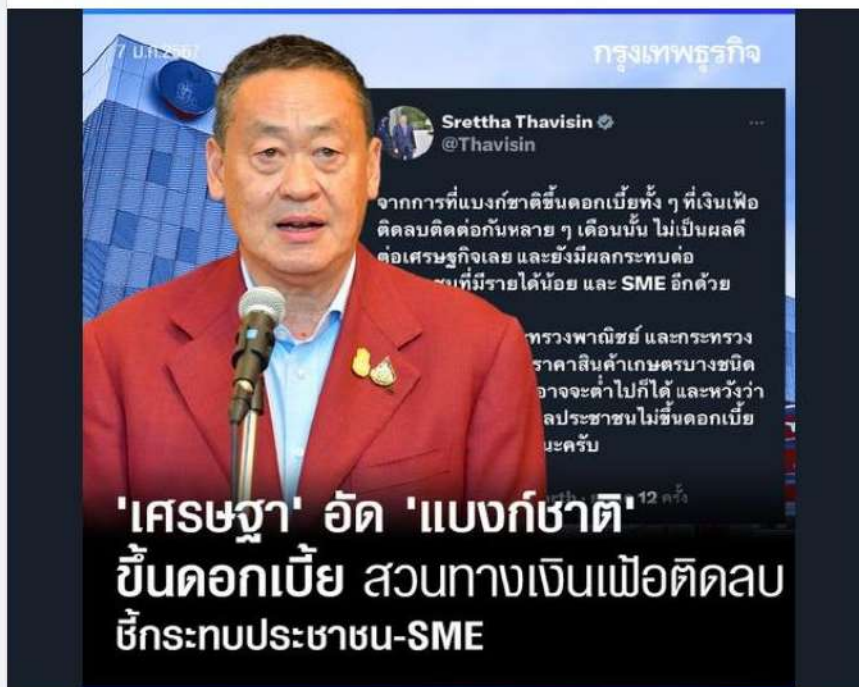 7 ม.ค.2567
กรุงเทพธุรกิจ
Srettha Thavisin
@Thavisin
จากการที่แบงก์ชาติขึ้นดอกเบี้ยทั้ง ๆ ที่เงินเฟ้อ
ติดลบติดต่อกันหลาย ๆ เดือนนั้น ไม่เป็นผลดี
ต่อเศรษฐกิจเลย และยังมีผลกระทบต่อ
ที่มีรายได้น้อย และ SME อีกด้วย
พาณิชย์ และกระทรวง
ราคาสินค้าเกษตรบางชนิด
อาจจะต่ำไปก็ได้ และหวังว่า
ประชาชนไม่ขึ้นดอกเบี้ย
นะครับ
12 ครั้ง
'เศรษฐา' อัด 'แบงก์ชาติ'
ขึ้นดอกเบี้ย สวนทางเงินเฟ้อติดลบ
ชี้กระทบประชาชน-SME